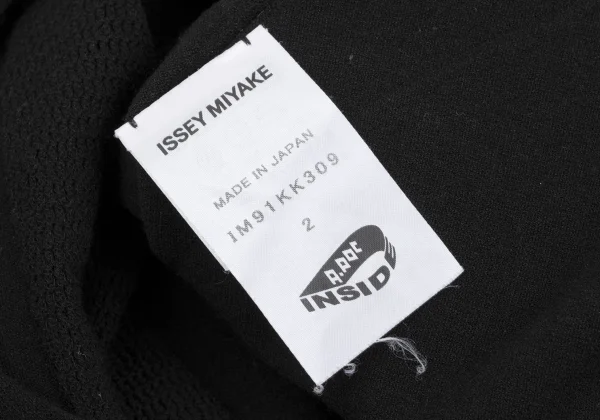 ISSEY MIYAKE
MADE IN JAPAN
IM91KK309
2
A.POC
INSIDE